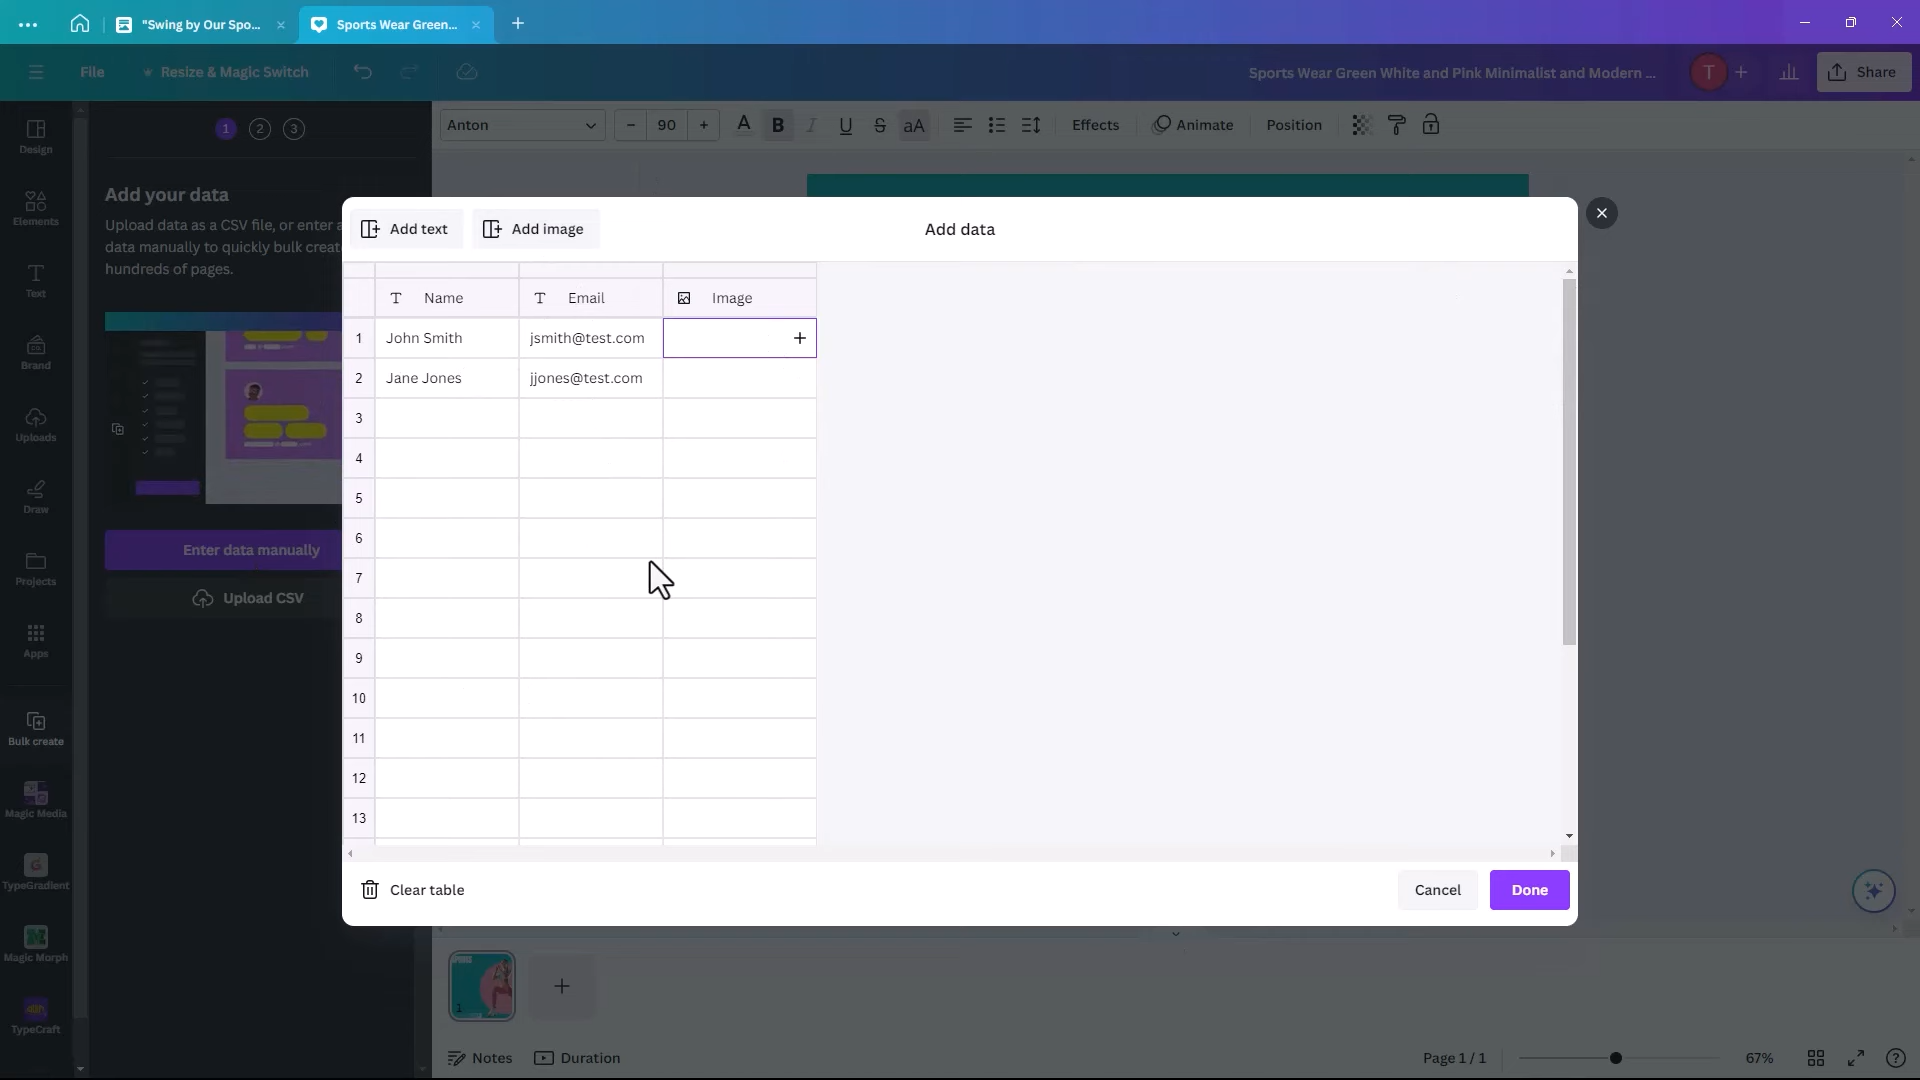 "Swing by Our Spo...
Sports Wear Green...
File
Resize & Magic Switch
Sports Wear Green White and Pink Minimalist and Modern ...
T
Share
Design
Elements
Text
Brand
Uploads
Draw
Projects
Apps
Bulk create
Magic Media
TypeGradient
Magic Morph
TypeCraft
1 2 3
Add your data
Upload data as a CSV file, or enter a
data manually to quickly bulk creat
hundreds of pages.
Enter data manually
Upload CSV
Anton
- 90 +
A B I U S aA
Effects
Animate
Position
Add text
Add image
Add data
Name Email Image
1 John Smith jsmith@test.com
2 Jane Jones jjones@test.com
3
4
5
6
7
8
9
10
11
12
13
Clear table
Cancel
Done
1
Notes
Duration
Page 1 / 1
67%